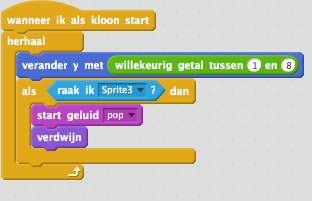 wanneer ik als kloon start
herhaal
verander y met willekeurig getal tussen 1 en 8
als raak ik Sprite3 ? dan
start geluid pop
verdwijn